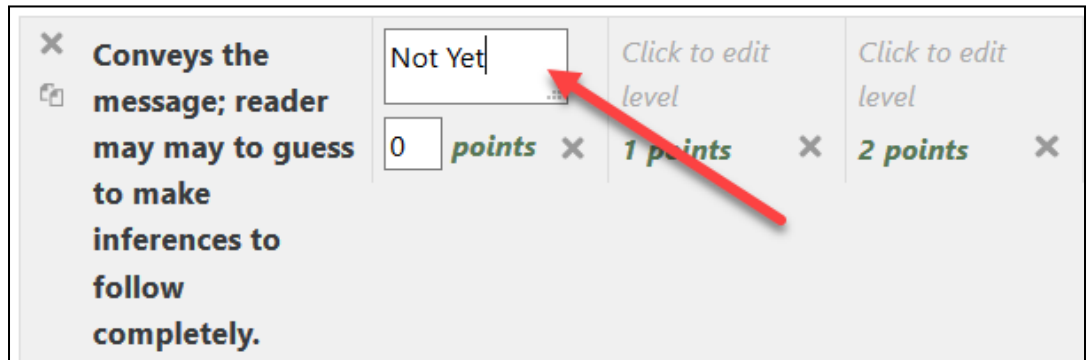 Conveys the
message; reader
may may to guess
to make
inferences to
follow
completely.
Not Yet
0 points
Click to edit
level
1 points
Click to edit
level
2 points